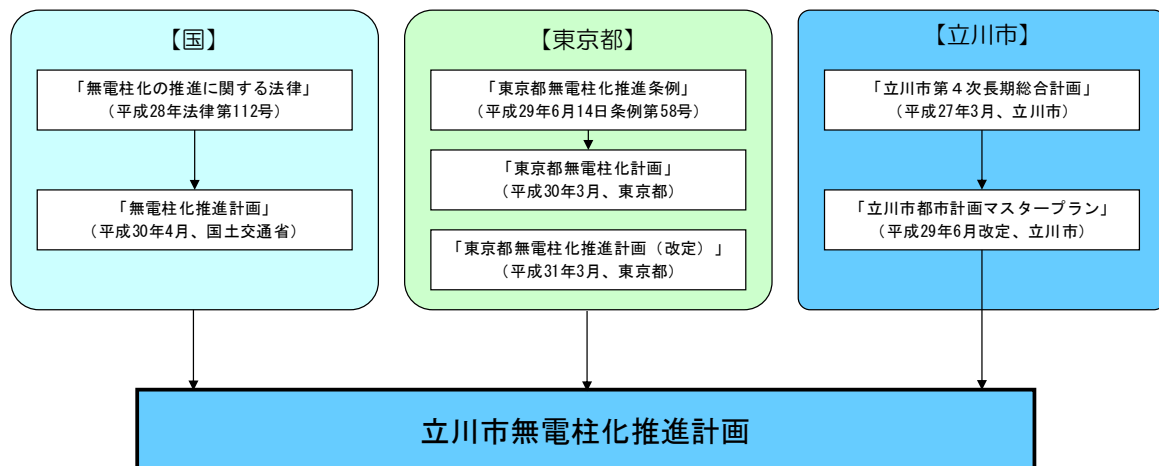 【国】
「無電柱化の推進に関する法律」
（平成28年法律第112号）
「無電柱化推進計画」
（平成30年4月、国土交通省）
【東京都】
「東京都無電柱化推進条例」
（平成29年6月14日条例第58号）
「東京都無電柱化計画」
（平成30年3月、東京都）
「東京都無電柱化推進計画（改定）」
（平成31年3月、東京都）
【立川市】
「立川市第４次長期総合計画」
（平成27年3月、立川市）
「立川市都市計画マスタープラン」
（平成29年6月改定、立川市）
立川市無電柱化推進計画